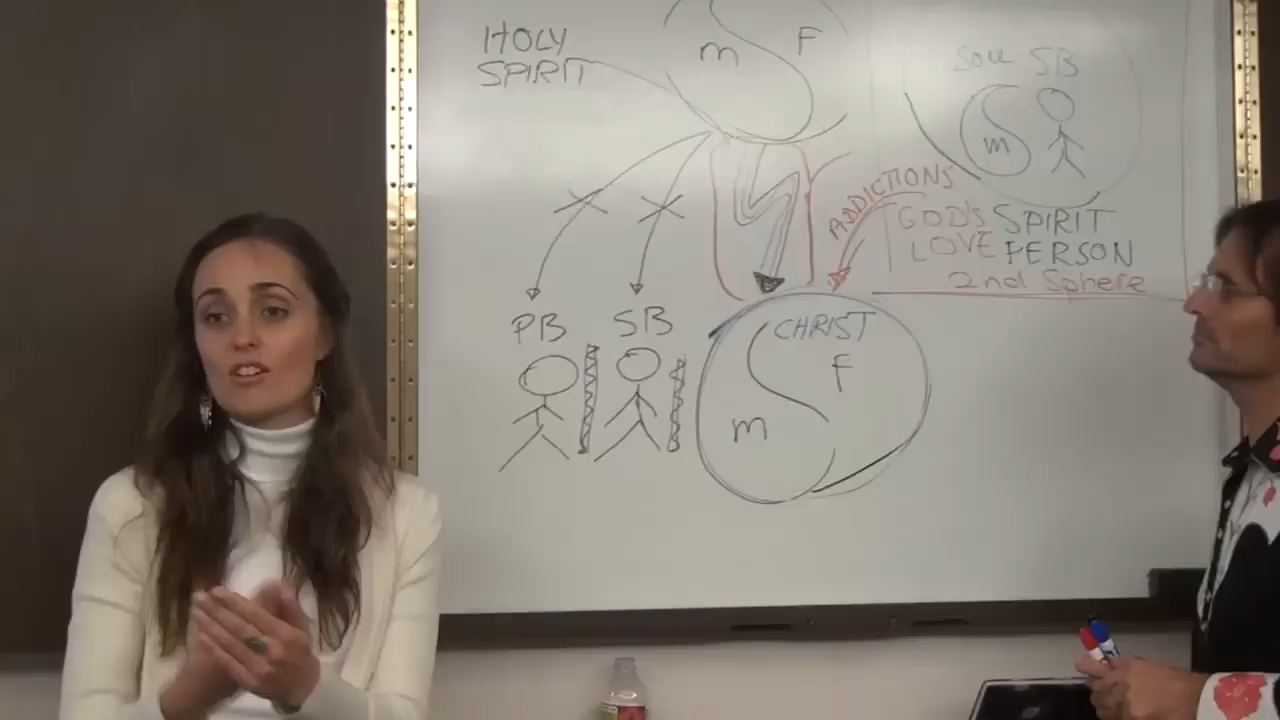 HOLY
SPIRIT
m
F
SOUL SB
m
ADDICTIONS
GOD'S SPIRIT
LOVE PERSON
2nd Sphere
PB
SB
CHRIST
F
m